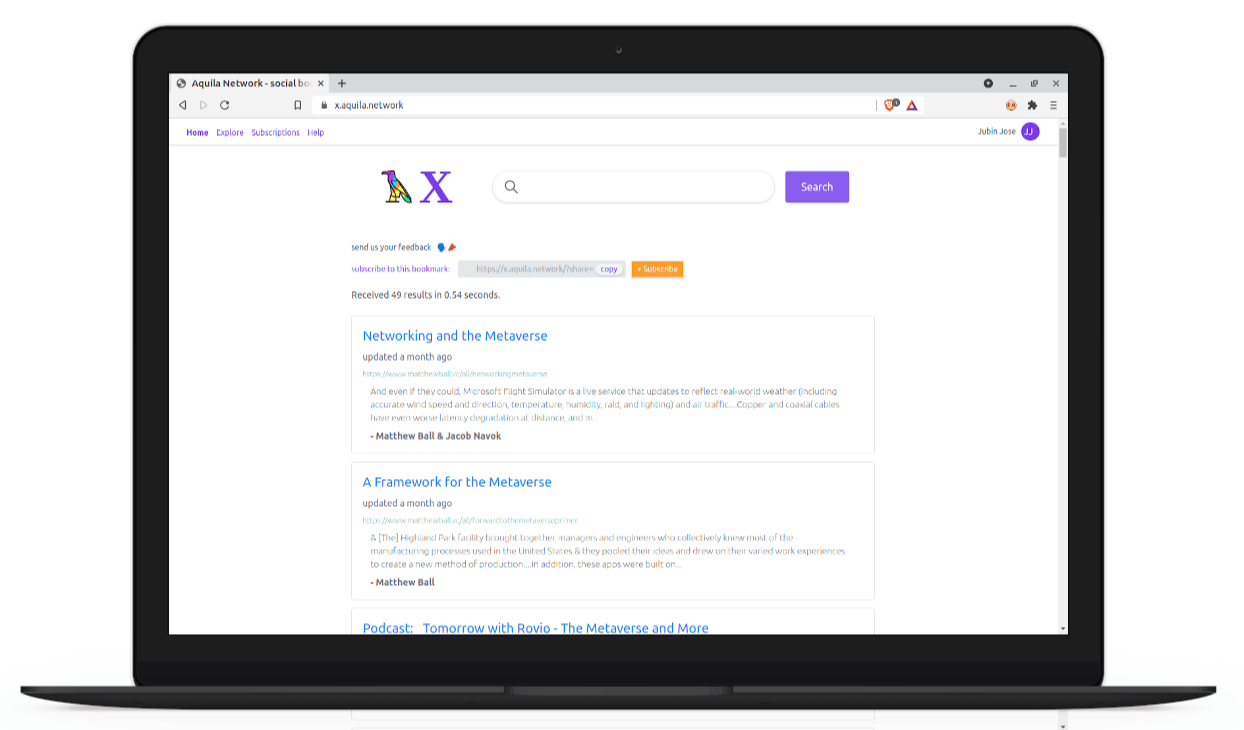 Aquila Network - social bo
x.aquila.network
Home Explore Subscriptions Help
Jubin Jose JJ
X
Search
send us your feedback
subscribe to this bookmark: https://x.aquila.network/?share= copy + Subscribe
Received 49 results in 0.54 seconds.
Networking and the Metaverse
updated a month ago
https://www.matthewball.vc/all/networkingmetaverse
And even if they could, Microsoft Flight Simulator is a live service that updates to reflect real-world weather (including
accurate wind speed and direction, temperature, humidity, raid, and lighting) and air traffic....Copper and coaxial cables
have even worse latency degradation at distance, and m...
- Matthew Ball & Jacob Navok
A Framework for the Metaverse
updated a month ago
https://www.matthewball.vc/all/forwardtothemetaverseprimer
& [The] Highland Park facility brought together managers and engineers who collectively knew most of the
manufacturing processes used in the United States & they pooled their ideas and drew on their varied work experiences
to create a new method of production....In addition, these apps were built on...
- Matthew Ball
Podcast: Tomorrow with Rovio - The Metaverse and More